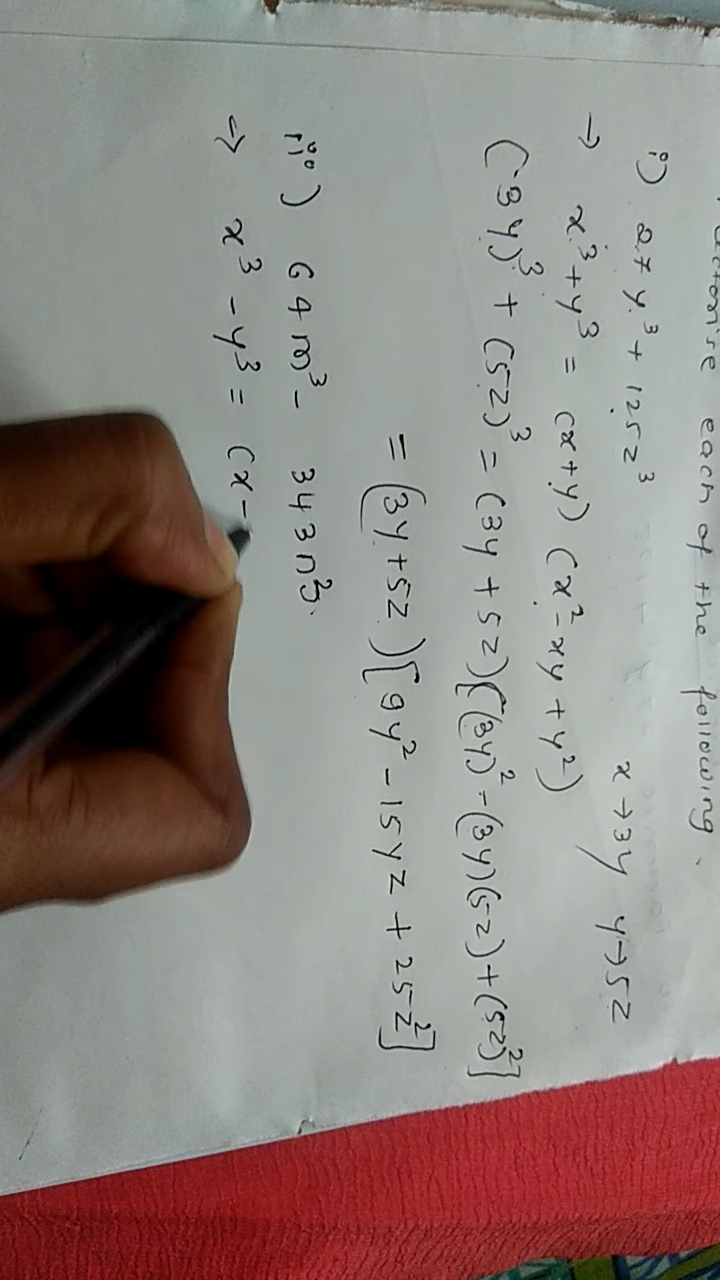 each of the following.
i) 27y³ + 125z³ x→3y y→5z
→ x³ + y³ = (x+y) (x² - xy + y²)
(3y)³ + (5z)³ = (3y + 5z) [(3y)² - (3y)(5z) + (5z)²]
= (3y+5z) [9y² - 15yz + 25z²]
ii) 64m³ - 343n³.
→ x³ - y³ = (x -